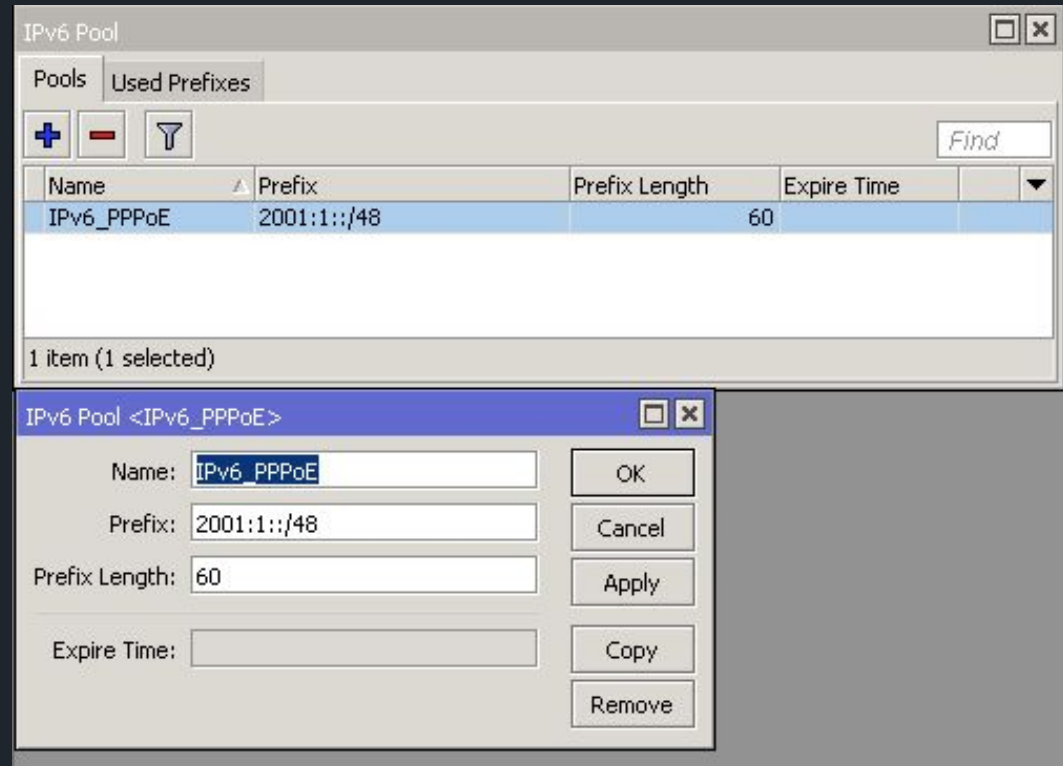 IPv6 Pool
Pools Used Prefixes
Find
Name Prefix Prefix Length Expire Time
IPv6_PPPoE 2001:1::/48 60
1 item (1 selected)
IPv6 Pool <IPv6_PPPoE>
Name: IPv6_PPPoE OK
Prefix: 2001:1::/48 Cancel
Prefix Length: 60 Apply
Expire Time: Copy
Remove